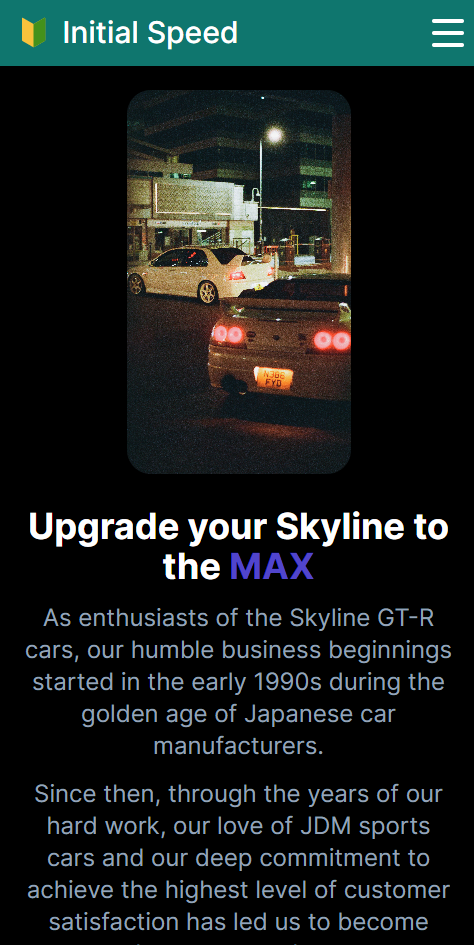 Initial Speed
N366
FYD
Upgrade your Skyline to
the MAX
As enthusiasts of the Skyline GT-R
cars, our humble business beginnings
started in the early 1990s during the
golden age of Japanese car
manufacturers.
Since then, through the years of our
hard work, our love of JDM sports
cars and our deep commitment to
achieve the highest level of customer
satisfaction has led us to become